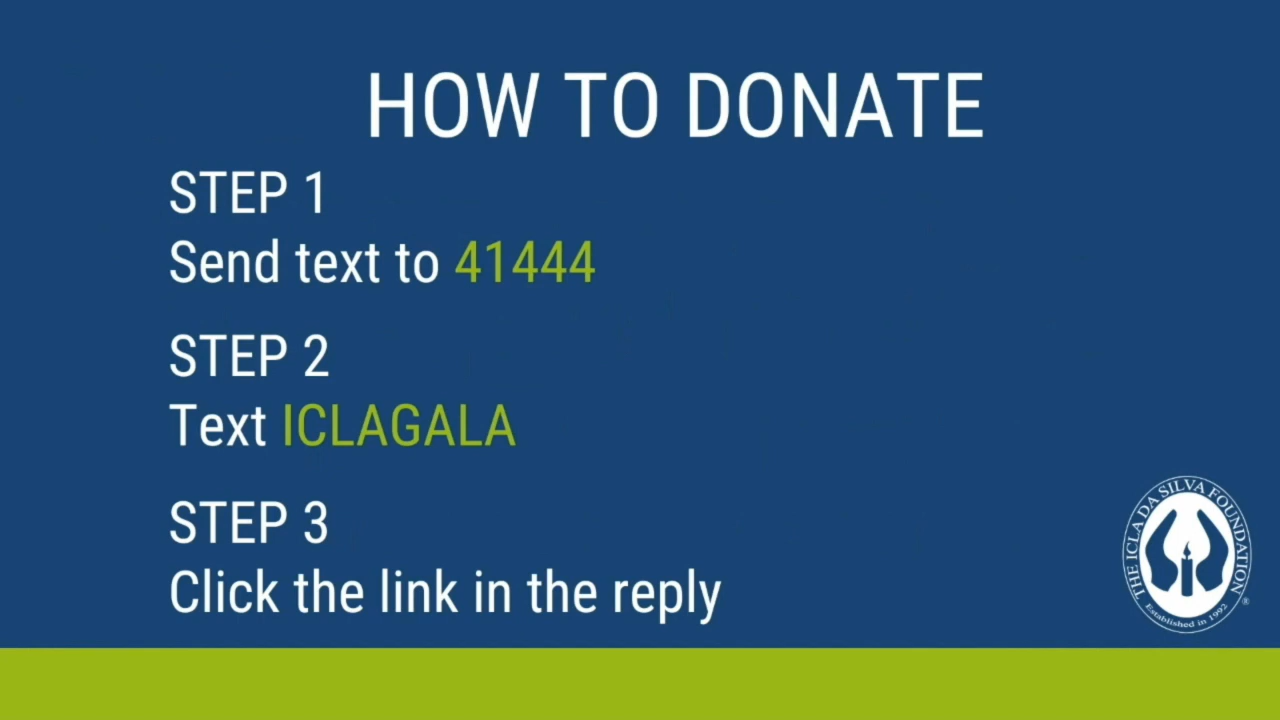 HOW TO DONATE
STEP 1
Send text to 41444
STEP 2
Text ICLAGALA
STEP 3
Click the link in the reply
THE ICLA DA SILVA FOUNDATION
Established in 1992
®